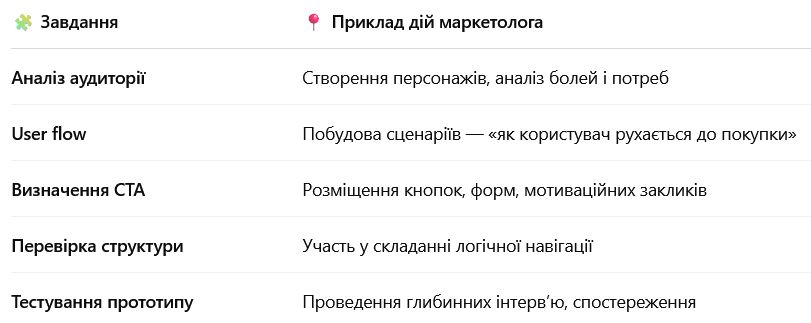 🧩 Завдання 📍 Приклад дій маркетолога
Аналіз аудиторії Створення персонажів, аналіз болей і потреб
User flow Побудова сценаріїв — «як користувач рухається до покупки»
Визначення CTA Розміщення кнопок, форм, мотиваційних закликів
Перевірка структури Участь у складанні логічної навігації
Тестування прототипу Проведення глибинних інтерв’ю, спостереження